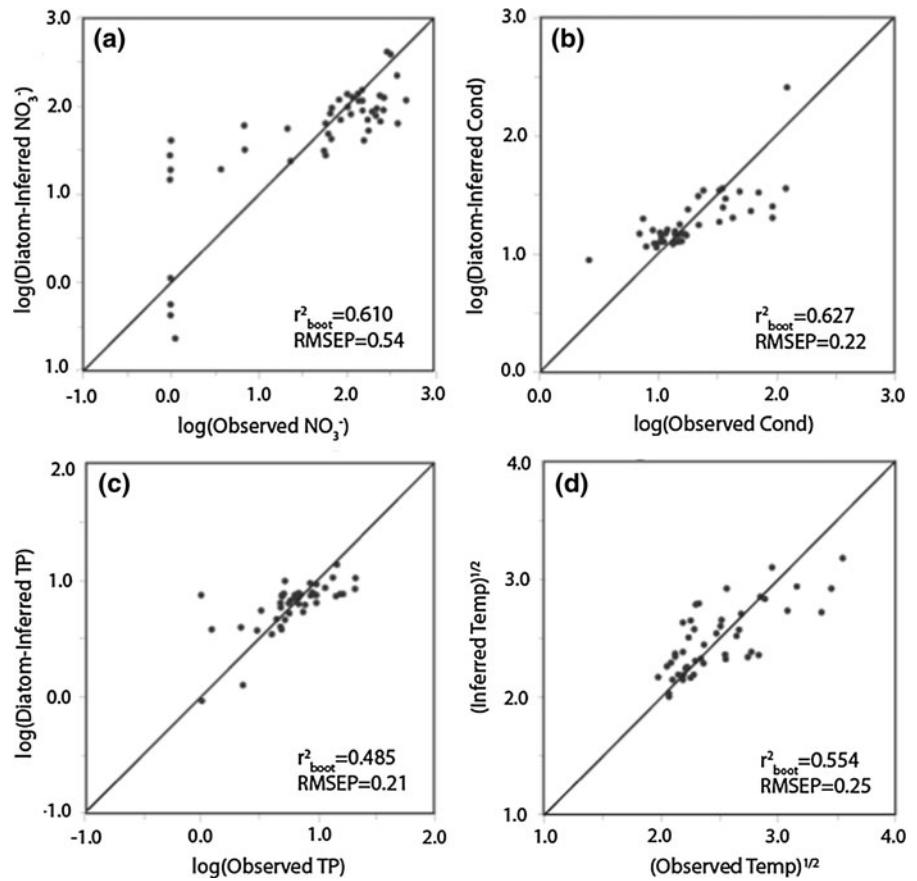 (a)
3.0
2.0
1.0
0.0
1.0
-1.0 0.0 1.0 2.0 3.0
log(Diatom-Inferred NO₃⁻)
log(Observed NO₃⁻)
r²boot=0.610
RMSEP=0.54
(b)
3.0
2.0
1.0
0.0
0.0 1.0 2.0 3.0
log(Diatom-Inferred Cond)
log(Observed Cond)
r²boot=0.627
RMSEP=0.22
(c)
2.0
1.0
0.0
-1.0
-1.0 0.0 1.0 2.0
log(Diatom-Inferred TP)
log(Observed TP)
r²boot=0.485
RMSEP=0.21
(d)
4.0
3.0
2.0
1.0
1.0 2.0 3.0 4.0
(Inferred Temp)¹/²
(Observed Temp)¹/²
r²boot=0.554
RMSEP=0.25